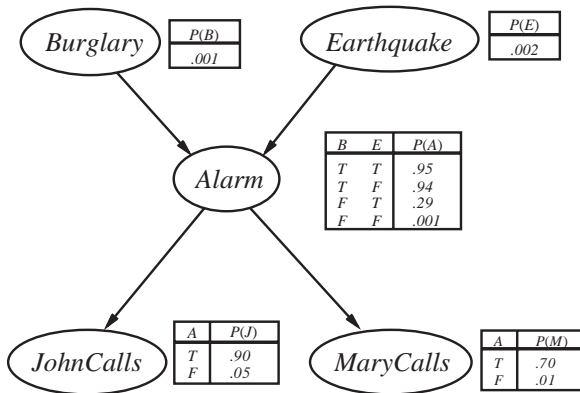 Burglary
P(B)
.001
Earthquake
P(E)
.002
Alarm
B E P(A)
T T .95
T F .94
F T .29
F F .001
JohnCalls
A P(J)
T .90
F .05
MaryCalls
A P(M)
T .70
F .01